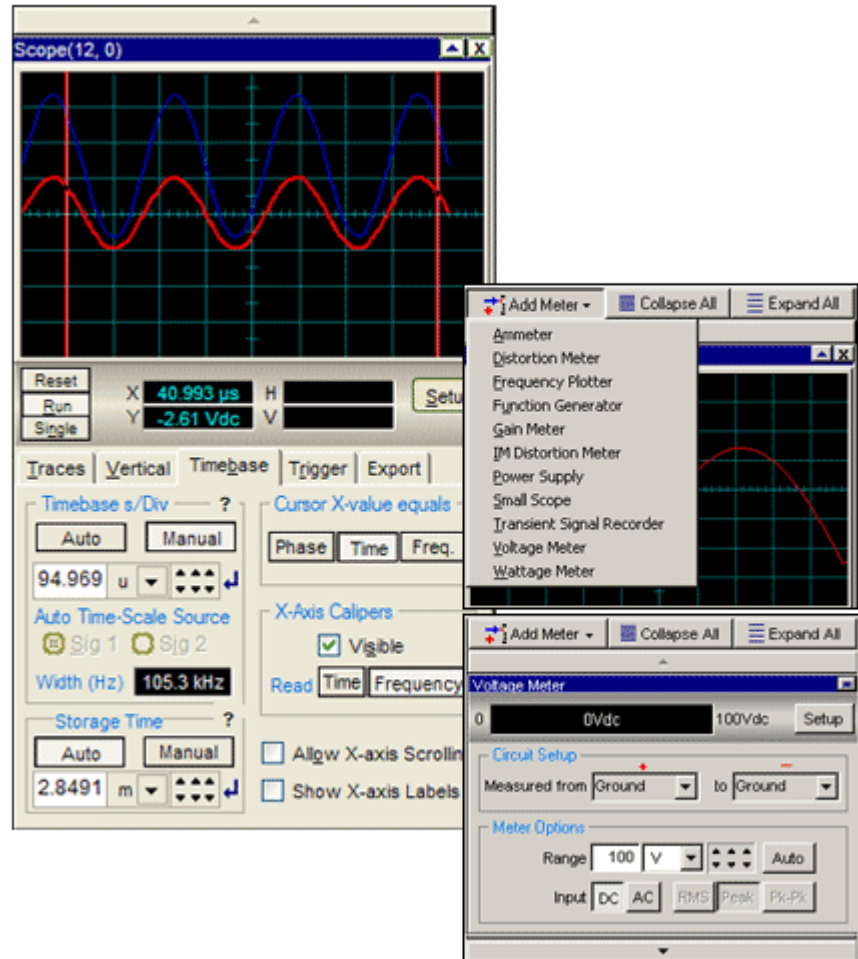 Scope(12, 0)
X
Reset
Run
Single
X 40.993 µs H
Y -2.61 Vdc V
Setu
Traces Vertical Timebase Trigger Export
Timebase s/Div ?
Auto Manual
94.969 u
Auto Time-Scale Source
Sig 1 Sig 2
Width (Hz) 105.3 kHz
Storage Time ?
Auto Manual
2.8491 m
Cursor X-value equals
Phase Time Freq.
X-Axis Calipers
Visible
Read Time Frequency
Allow X-axis Scrollin
Show X-axis Labels
Add Meter Collapse All Expand All
Ammeter
Distortion Meter
Frequency Plotter
Function Generator
Gain Meter
IM Distortion Meter
Power Supply
Small Scope
Transient Signal Recorder
Voltage Meter
Wattage Meter
X
Add Meter Collapse All Expand All
Voltage Meter
0 0Vdc 100Vdc Setup
Circuit Setup
+ −
Measured from Ground to Ground
Meter Options
Range 100 V Auto
Input DC AC RMS Peak Pk-Pk